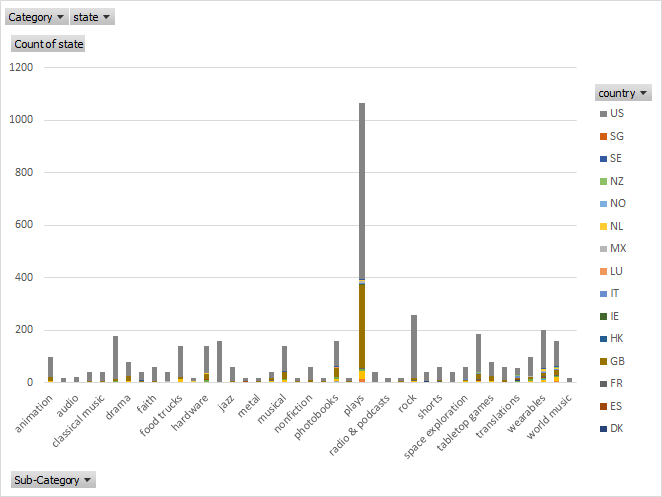 Category state
Count of state
1200
1000
800
600
400
200
0
animation
audio
classical music
drama
faith
food trucks
hardware
jazz
metal
musical
nonfiction
photobooks
plays
radio & podcasts
rock
shorts
space exploration
tabletop games
translations
wearables
world music
country
US
SG
SE
NZ
NO
NL
MX
LU
IT
IE
HK
GB
FR
ES
DK
Sub-Category